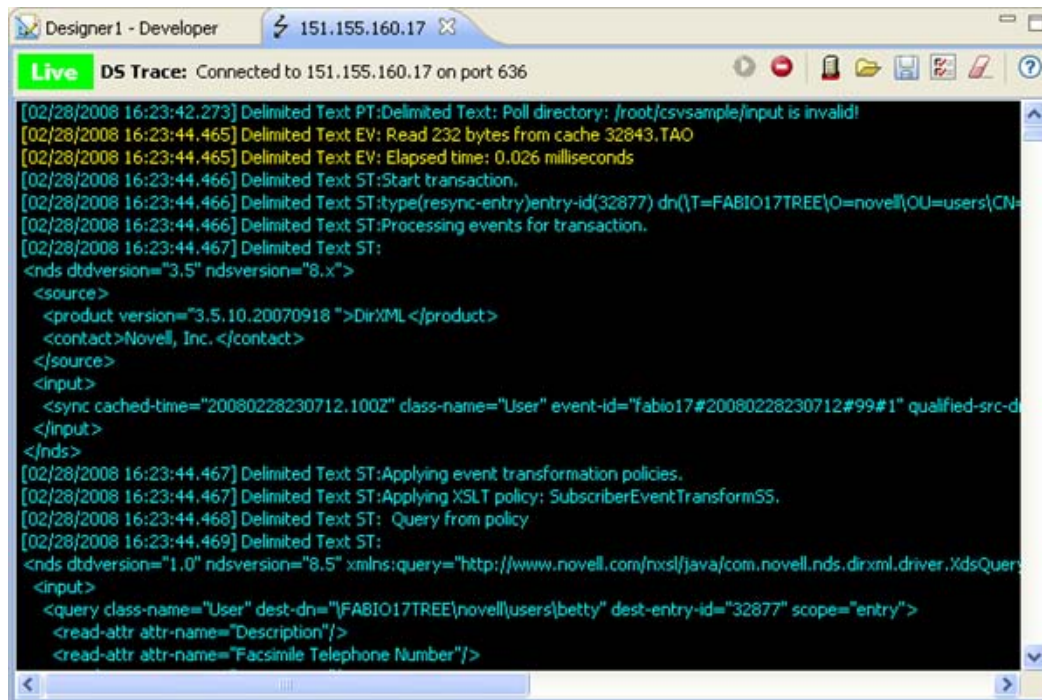 Designer1 - Developer
151.155.160.17
Live DS Trace: Connected to 151.155.160.17 on port 636
[02/28/2008 16:23:42.273] Delimited Text PT:Delimited Text: Poll directory: /root/csvsample/input is invalid!
[02/28/2008 16:23:44.465] Delimited Text EV: Read 232 bytes from cache 32843.TAO
[02/28/2008 16:23:44.465] Delimited Text EV: Elapsed time: 0.026 milliseconds
[02/28/2008 16:23:44.466] Delimited Text ST:Start transaction.
[02/28/2008 16:23:44.466] Delimited Text ST:type(resync-entry)entry-id(32877) dn(\T=FABIO17TREE\O=novell\OU=users\CN=
[02/28/2008 16:23:44.466] Delimited Text ST:Processing events for transaction.
[02/28/2008 16:23:44.467] Delimited Text ST:
<nds dtdversion="3.5" ndsversion="8.x">
<source>
<product version="3.5.10.20070918 ">DirXML</product>
<contact>Novell, Inc.</contact>
</source>
<input>
<sync cached-time="20080228230712.100Z" class-name="User" event-id="fabio17#20080228230712#99#1" qualified-src-d
</input>
</nds>
[02/28/2008 16:23:44.467] Delimited Text ST:Applying event transformation policies.
[02/28/2008 16:23:44.467] Delimited Text ST:Applying XSLT policy: SubscriberEventTransformSS.
[02/28/2008 16:23:44.468] Delimited Text ST:  Query from policy
[02/28/2008 16:23:44.469] Delimited Text ST:
<nds dtdversion="1.0" ndsversion="8.5" xmlns:query="http://www.novell.com/nxsl/java/com.novell.nds.dirxml.driver.XdsQuery
<input>
<query class-name="User" dest-dn="\FABIO17TREE\novell\users\betty" dest-entry-id="32877" scope="entry">
<read-attr attr-name="Description"/>
<read-attr attr-name="Facsimile Telephone Number"/>